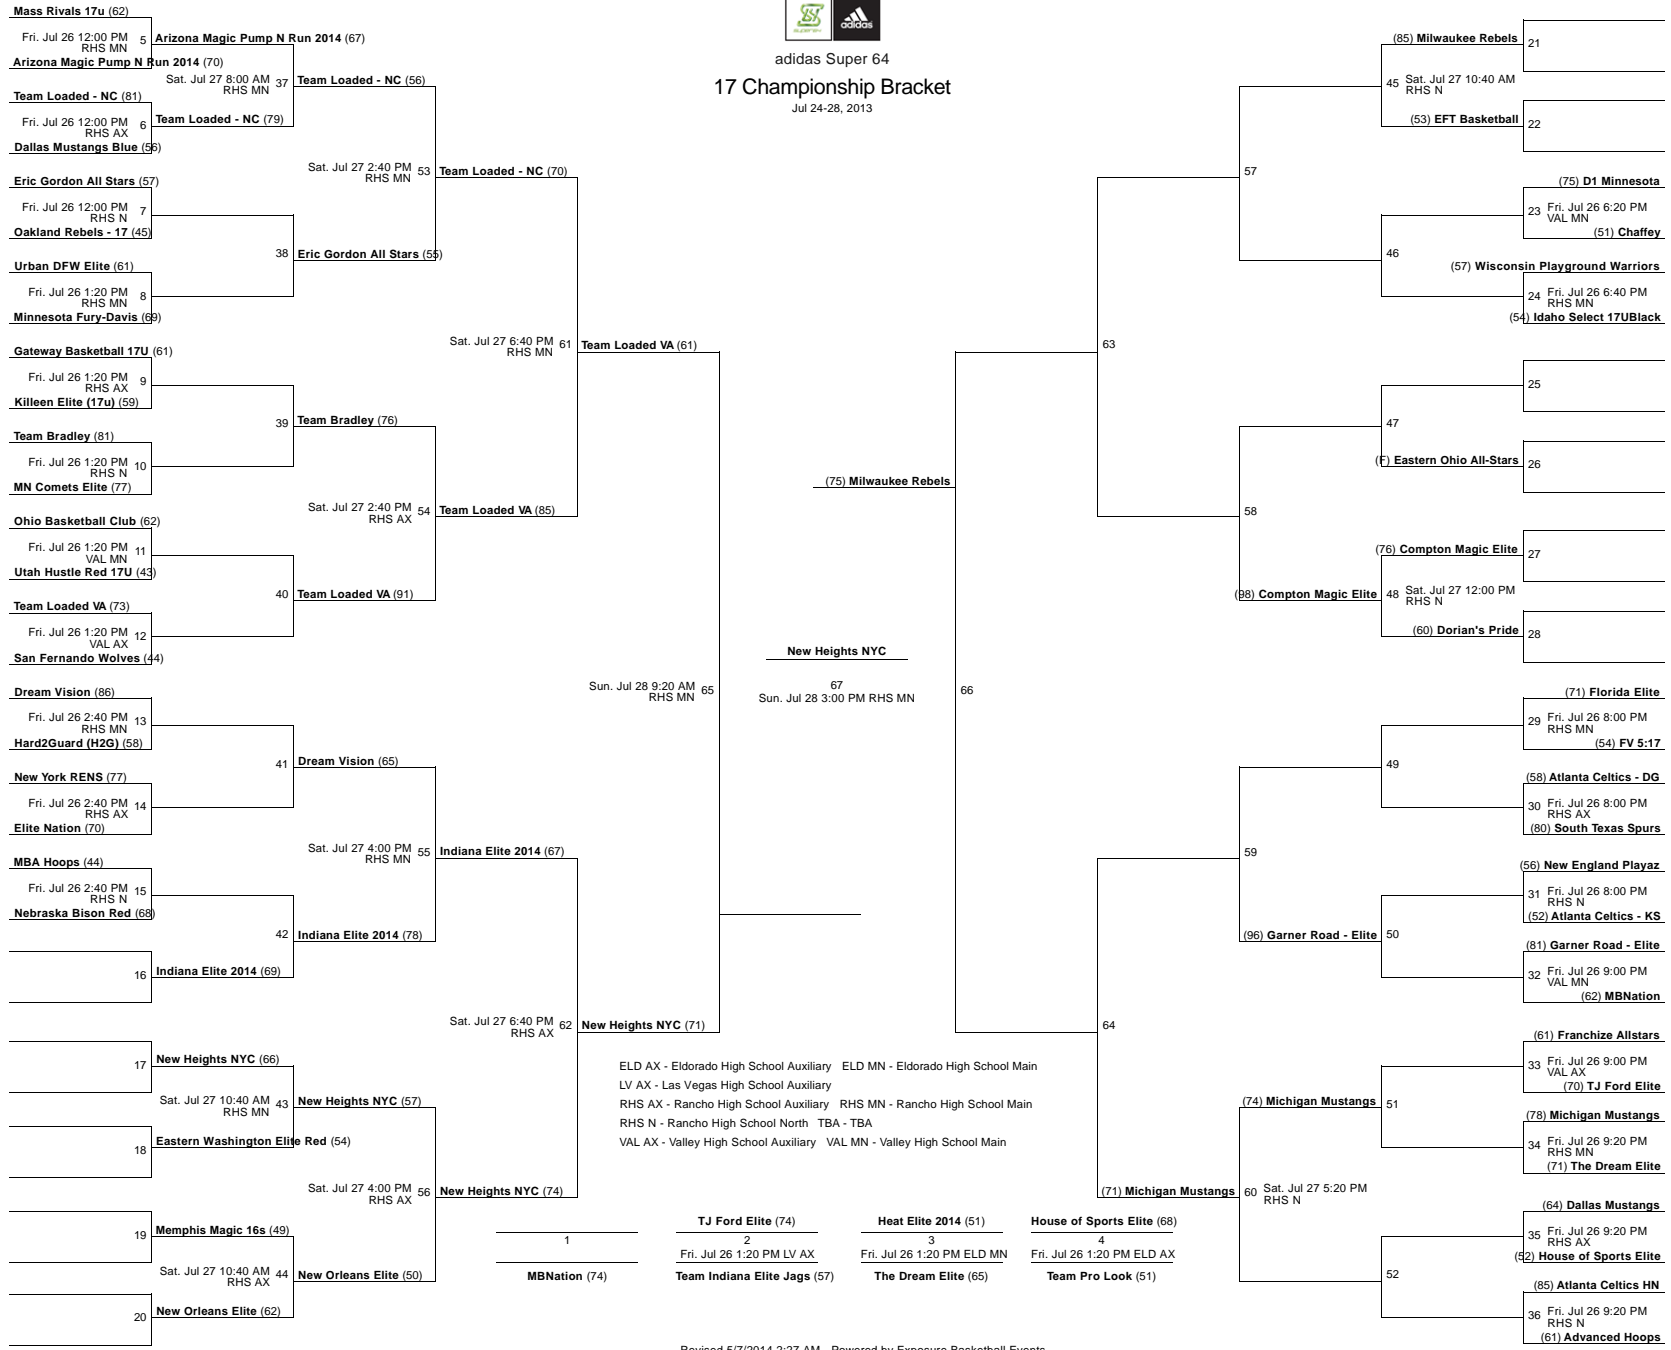 adidas
adidas Super 64
17 Championship Bracket
Jul 24-28, 2013
Mass Rivals 17u (62)
Fri. Jul 26 12:00 PM 5
RHS MN
Arizona Magic Pump N Run 2014 (67)
Arizona Magic Pump N Run 2014 (70)
Sat. Jul 27 8:00 AM 37
RHS MN
Team Loaded - NC (56)
Team Loaded - NC (81)
Fri. Jul 26 12:00 PM 6
RHS AX
Team Loaded - NC (79)
Dallas Mustangs Blue (56)
Sat. Jul 27 2:40 PM 53
RHS MN
Team Loaded - NC (70)
Eric Gordon All Stars (57)
Fri. Jul 26 12:00 PM 7
RHS N
Oakland Rebels - 17 (45)
38 Eric Gordon All Stars (55)
Urban DFW Elite (61)
Fri. Jul 26 1:20 PM 8
RHS MN
Minnesota Fury-Davis (69)
Sat. Jul 27 6:40 PM 61
RHS MN
Team Loaded VA (61)
Gateway Basketball 17U (61)
Fri. Jul 26 1:20 PM 9
RHS AX
Killeen Elite (17u) (59)
39 Team Bradley (76)
Team Bradley (81)
Fri. Jul 26 1:20 PM 10
RHS N
MN Comets Elite (77)
Sat. Jul 27 2:40 PM 54
RHS AX
Team Loaded VA (85)
Ohio Basketball Club (62)
Fri. Jul 26 1:20 PM 11
VAL MN
Utah Hustle Red 17U (43)
40 Team Loaded VA (91)
Team Loaded VA (73)
Fri. Jul 26 1:20 PM 12
VAL AX
San Fernando Wolves (44)
Sun. Jul 28 9:20 AM 65
RHS MN
Dream Vision (86)
Fri. Jul 26 2:40 PM 13
RHS MN
Hard2Guard (H2G) (58)
41 Dream Vision (65)
New York RENS (77)
Fri. Jul 26 2:40 PM 14
RHS AX
Elite Nation (70)
Sat. Jul 27 4:00 PM 55
RHS MN
Indiana Elite 2014 (67)
MBA Hoops (44)
Fri. Jul 26 2:40 PM 15
RHS N
Nebraska Bison Red (68)
42 Indiana Elite 2014 (78)
16 Indiana Elite 2014 (69)
Sat. Jul 27 6:40 PM 62
RHS AX
New Heights NYC (71)
17 New Heights NYC (66)
Sat. Jul 27 10:40 AM 43
RHS MN
New Heights NYC (57)
18 Eastern Washington Elite Red (54)
Sat. Jul 27 4:00 PM 56
RHS AX
New Heights NYC (74)
19 Memphis Magic 16s (49)
Sat. Jul 27 10:40 AM 44
RHS AX
New Orleans Elite (50)
20 New Orleans Elite (62)
(75) Milwaukee Rebels
New Heights NYC
67
Sun. Jul 28 3:00 PM RHS MN
66
ELD AX - Eldorado High School Auxiliary ELD MN - Eldorado High School Main
LV AX - Las Vegas High School Auxiliary
RHS AX - Rancho High School Auxiliary RHS MN - Rancho High School Main
RHS N - Rancho High School North TBA - TBA
VAL AX - Valley High School Auxiliary VAL MN - Valley High School Main
1
MBNation (74)
TJ Ford Elite (74)
2
Fri. Jul 26 1:20 PM LV AX
Team Indiana Elite Jags (57)
Heat Elite 2014 (51)
3
Fri. Jul 26 1:20 PM ELD MN
The Dream Elite (65)
House of Sports Elite (68)
4
Fri. Jul 26 1:20 PM ELD AX
Team Pro Look (51)
(85) Milwaukee Rebels 21
45 Sat. Jul 27 10:40 AM
RHS N
(53) EFT Basketball 22
57
(75) D1 Minnesota
23 Fri. Jul 26 6:20 PM
VAL MN
(51) Chaffey
46
(57) Wisconsin Playground Warriors
24 Fri. Jul 26 6:40 PM
RHS MN
(54) Idaho Select 17UBlack
63
25
47
(F) Eastern Ohio All-Stars 26
58
(76) Compton Magic Elite 27
(98) Compton Magic Elite 48 Sat. Jul 27 12:00 PM
RHS N
(60) Dorian's Pride 28
(71) Florida Elite
29 Fri. Jul 26 8:00 PM
RHS MN
(54) FV 5:17
49
(58) Atlanta Celtics - DG
30 Fri. Jul 26 8:00 PM
RHS AX
(80) South Texas Spurs
59
(56) New England Playaz
31 Fri. Jul 26 8:00 PM
RHS N
(52) Atlanta Celtics - KS
(96) Garner Road - Elite 50
(81) Garner Road - Elite
32 Fri. Jul 26 9:00 PM
VAL MN
(62) MBNation
64
(61) Franchize Allstars
33 Fri. Jul 26 9:00 PM
VAL AX
(70) TJ Ford Elite
(74) Michigan Mustangs 51
(78) Michigan Mustangs
34 Fri. Jul 26 9:20 PM
RHS MN
(71) The Dream Elite
(71) Michigan Mustangs 60 Sat. Jul 27 5:20 PM
RHS N
(64) Dallas Mustangs
35 Fri. Jul 26 9:20 PM
RHS AX
(52) House of Sports Elite
52
(85) Atlanta Celtics HN
36 Fri. Jul 26 9:20 PM
RHS N
(61) Advanced Hoops
Revised 5/7/2014 2:27 AM - Powered by Exposure Basketball Events